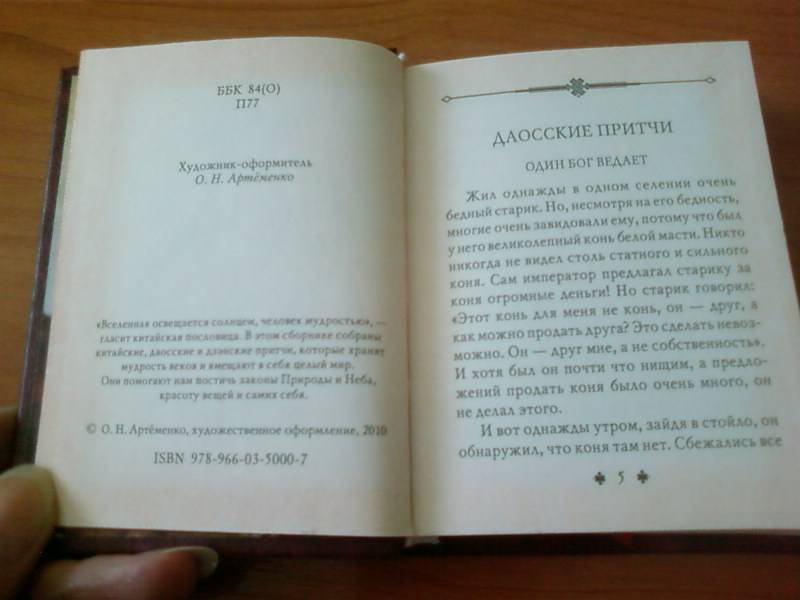 ББК 84(О)
П77
Художник-оформитель
О. Н. Артёменко
«Вселенная освещается солнцем, человек мудростью», —
гласит китайская пословица. В этом сборнике собраны
китайские, даосские и дзэнские притчи, которые хранят
мудрость веков и вмещают в себя целый мир.
Они помогают нам постичь законы Природы и Неба,
красоту вещей и самих себя.
© О. Н. Артёменко, художественное оформление, 2010
ISBN 978-966-03-5000-7
ДАОССКИЕ ПРИТЧИ
ОДИН БОГ ВЕДАЕТ
Жил однажды в одном селении очень
бедный старик. Но, несмотря на его бедность,
многие очень завидовали ему, потому что был
у него великолепный конь белой масти. Никто
никогда не видел столь статного и сильного
коня. Сам император предлагал старику за
коня огромные деньги! Но старик говорил:
«Этот конь для меня не конь, он — друг, а
как можно продать друга? Это сделать невоз-
можно. Он — друг мне, а не собственность».
И хотя был он почти что нищим, а предло-
жений продать коня было очень много, он
не делал этого.
И вот однажды утром, зайдя в стойло, он
обнаружил, что коня там нет. Сбежались все
5